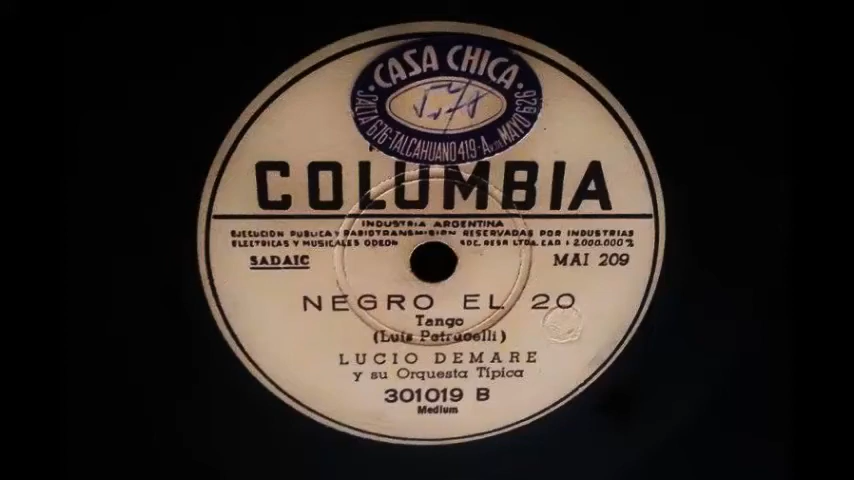 CASA CHICA
SALTA 676-TALCAHUANO 419-Av. DE MAYO 926
COLUMBIA
INDUSTRIA ARGENTINA
EJECUCION PUBLICA Y RADIOTRANSMISION RESERVADAS POR INDUSTRIAS
ELECTRICAS Y MUSICALES ODEON SOC. RESP. LTDA. CAP. $ 2.000.000 %
SADAIC MAI 209
NEGRO EL 20
Tango
(Luis Petrucelli)
LUCIO DEMARE
y su Orquesta Típica
301019 B
Medium